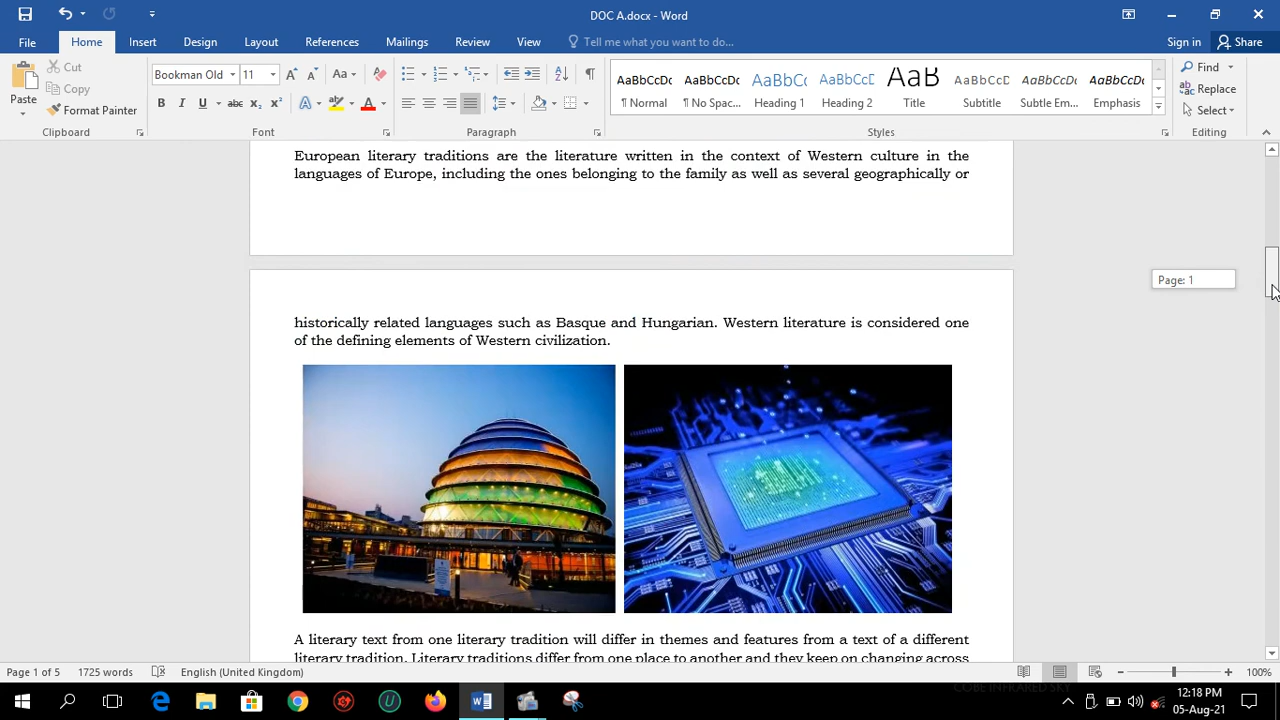 DOC A.docx - Word
File Home Insert Design Layout References Mailings Review View Tell me what you want to do... Sign in Share
Cut
Copy
Format Painter
Paste
Clipboard
Bookman Old 11
Font
Paragraph
AaBbCcDc AaBbCcDc AaBbCc AaBbCcD AaB AaBbCcD AaBbCcDc AaBbCcDc
¶ Normal ¶ No Spac... Heading Heading 2 Title Subtitle Subtle Em... Emphasis
Styles
Find
Replace
Select
Editing
European literary traditions are the literature written in the context of Western culture in the
languages of Europe, including the ones belonging to the family as well as several geographically or
Page: 1
historically related languages such as Basque and Hungarian. Western literature is considered one
of the defining elements of Western civilization.
A literary text from one literary tradition will differ in themes and features from a text of a different
literary tradition. Literary traditions differ from one place to another and they keep on changing across
Page 1 of 5 1725 words English (United Kingdom) 100%
COBE INFRARED SKY
12:18 PM
05-Aug-21